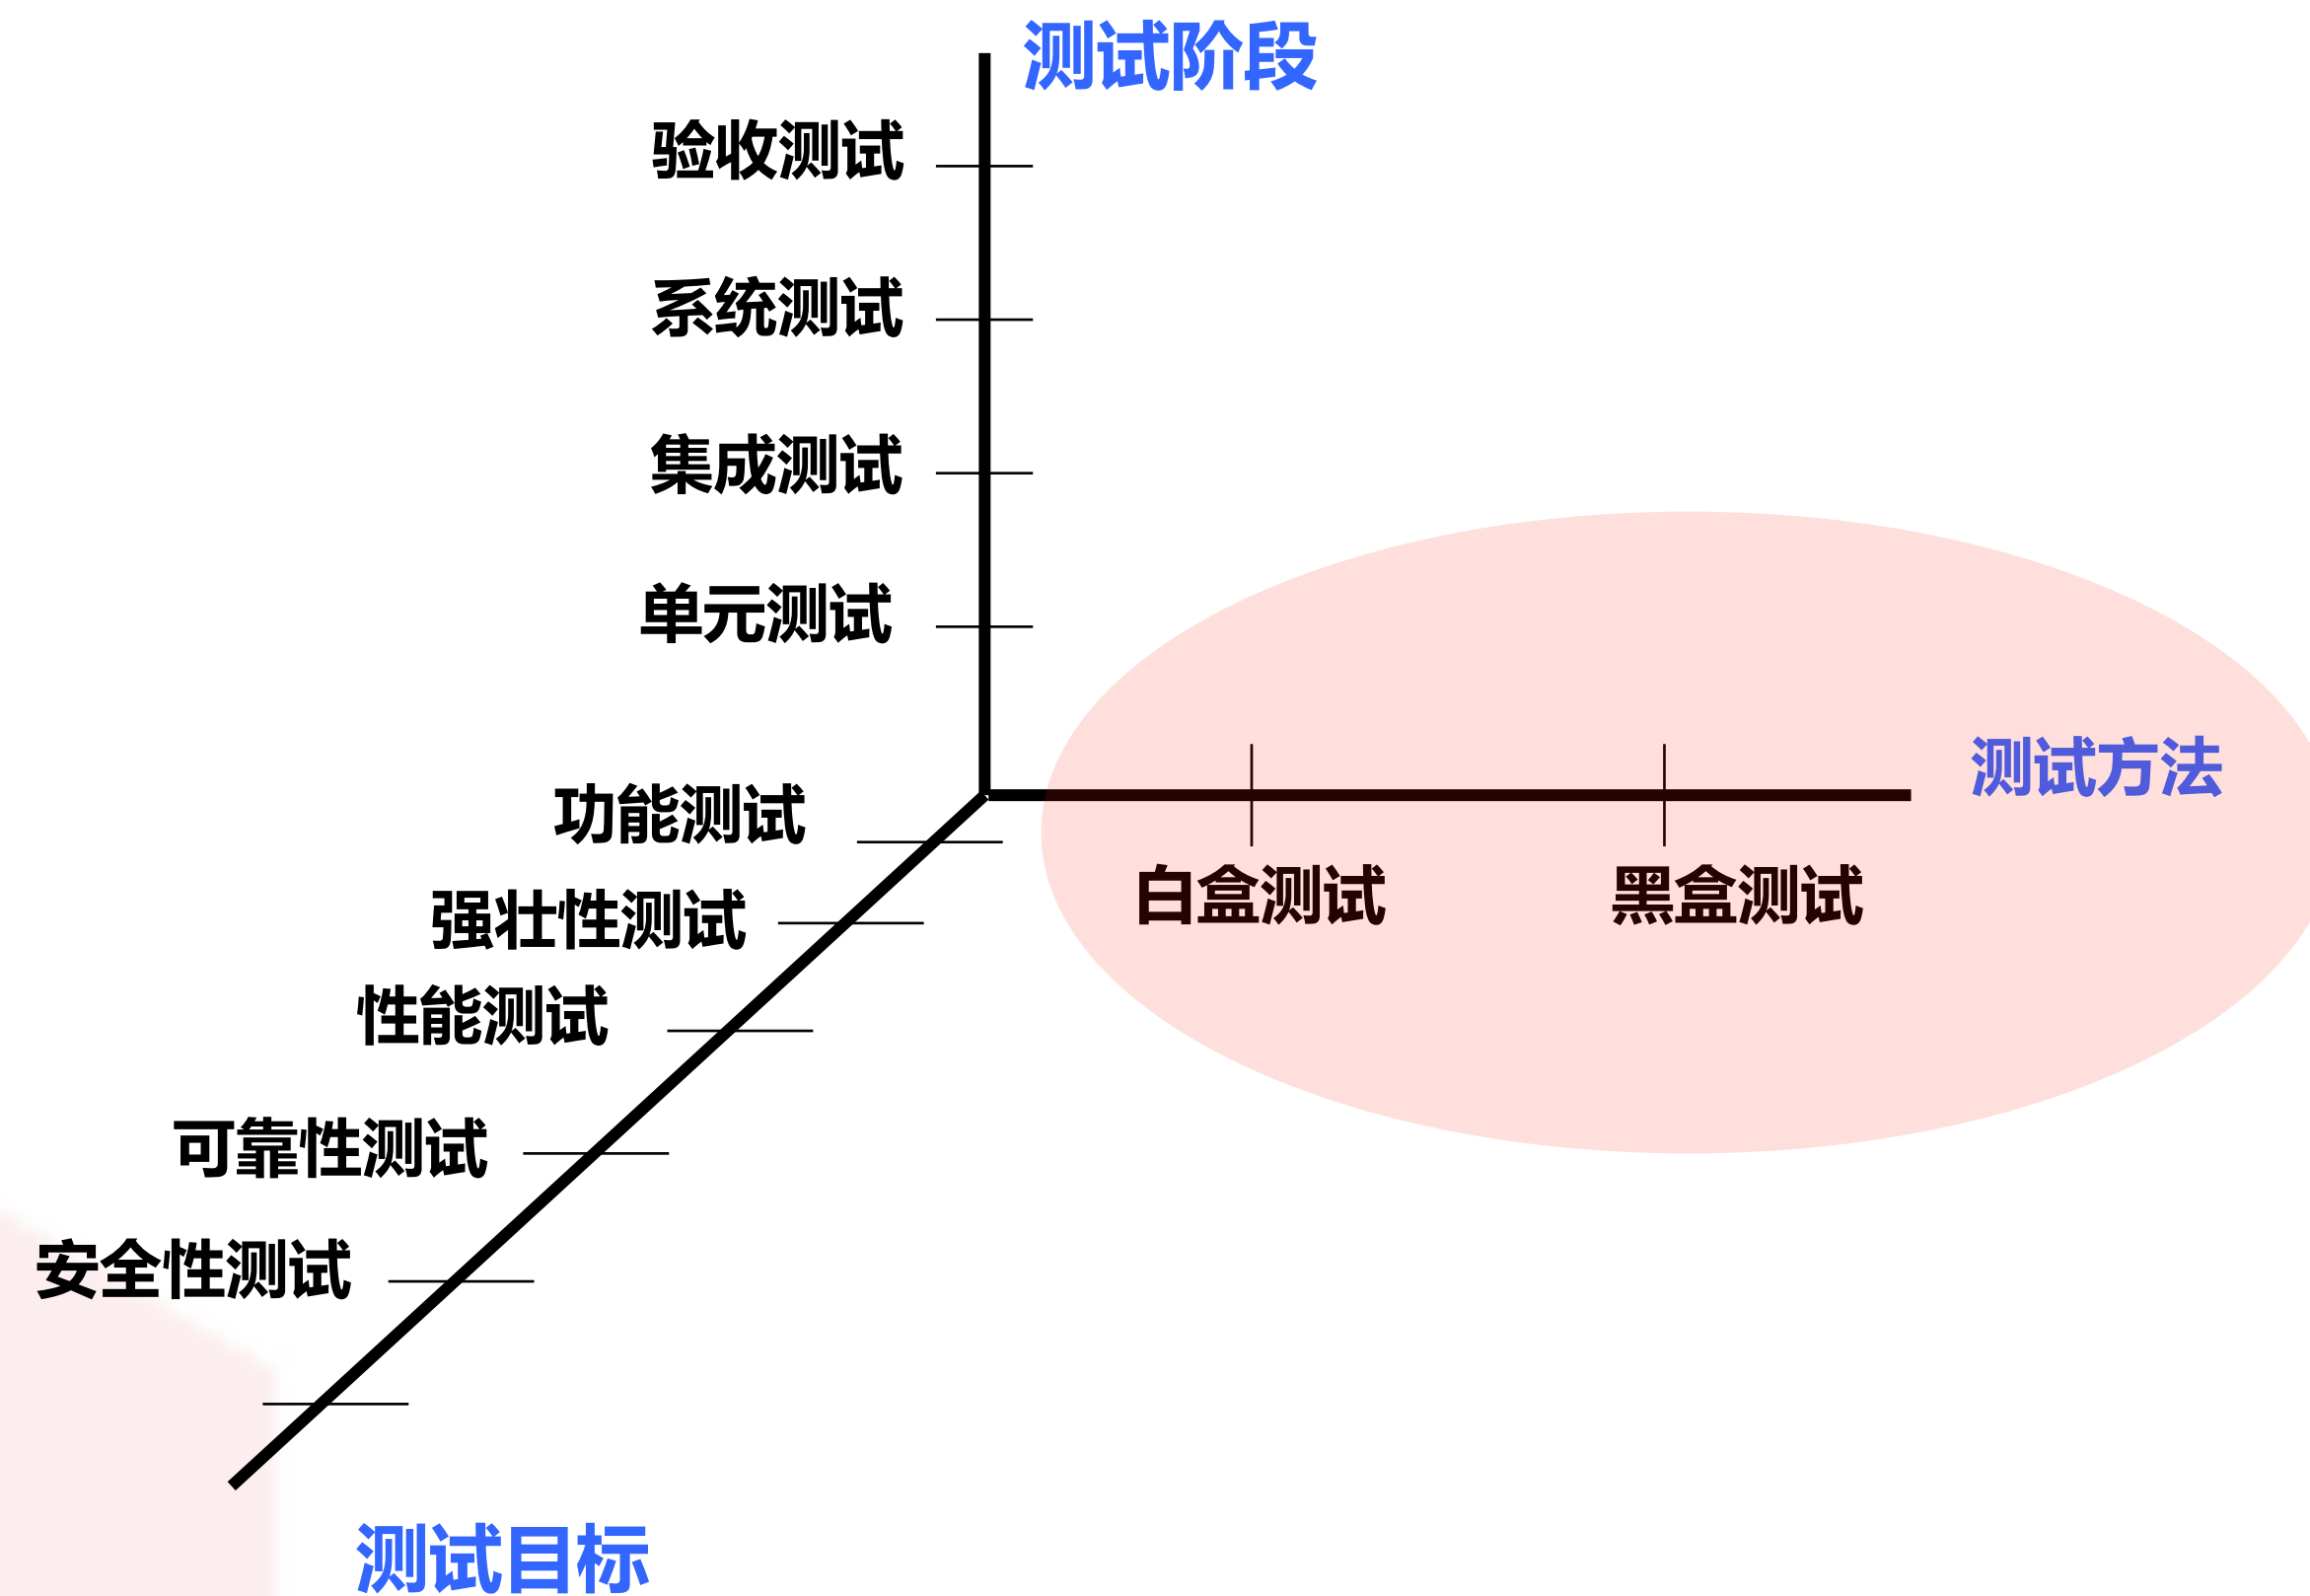 测试阶段
验收测试
系统测试
集成测试
单元测试
测试方法
功能测试
白盒测试
黑盒测试
强壮性测试
性能测试
可靠性测试
安全性测试
测试目标